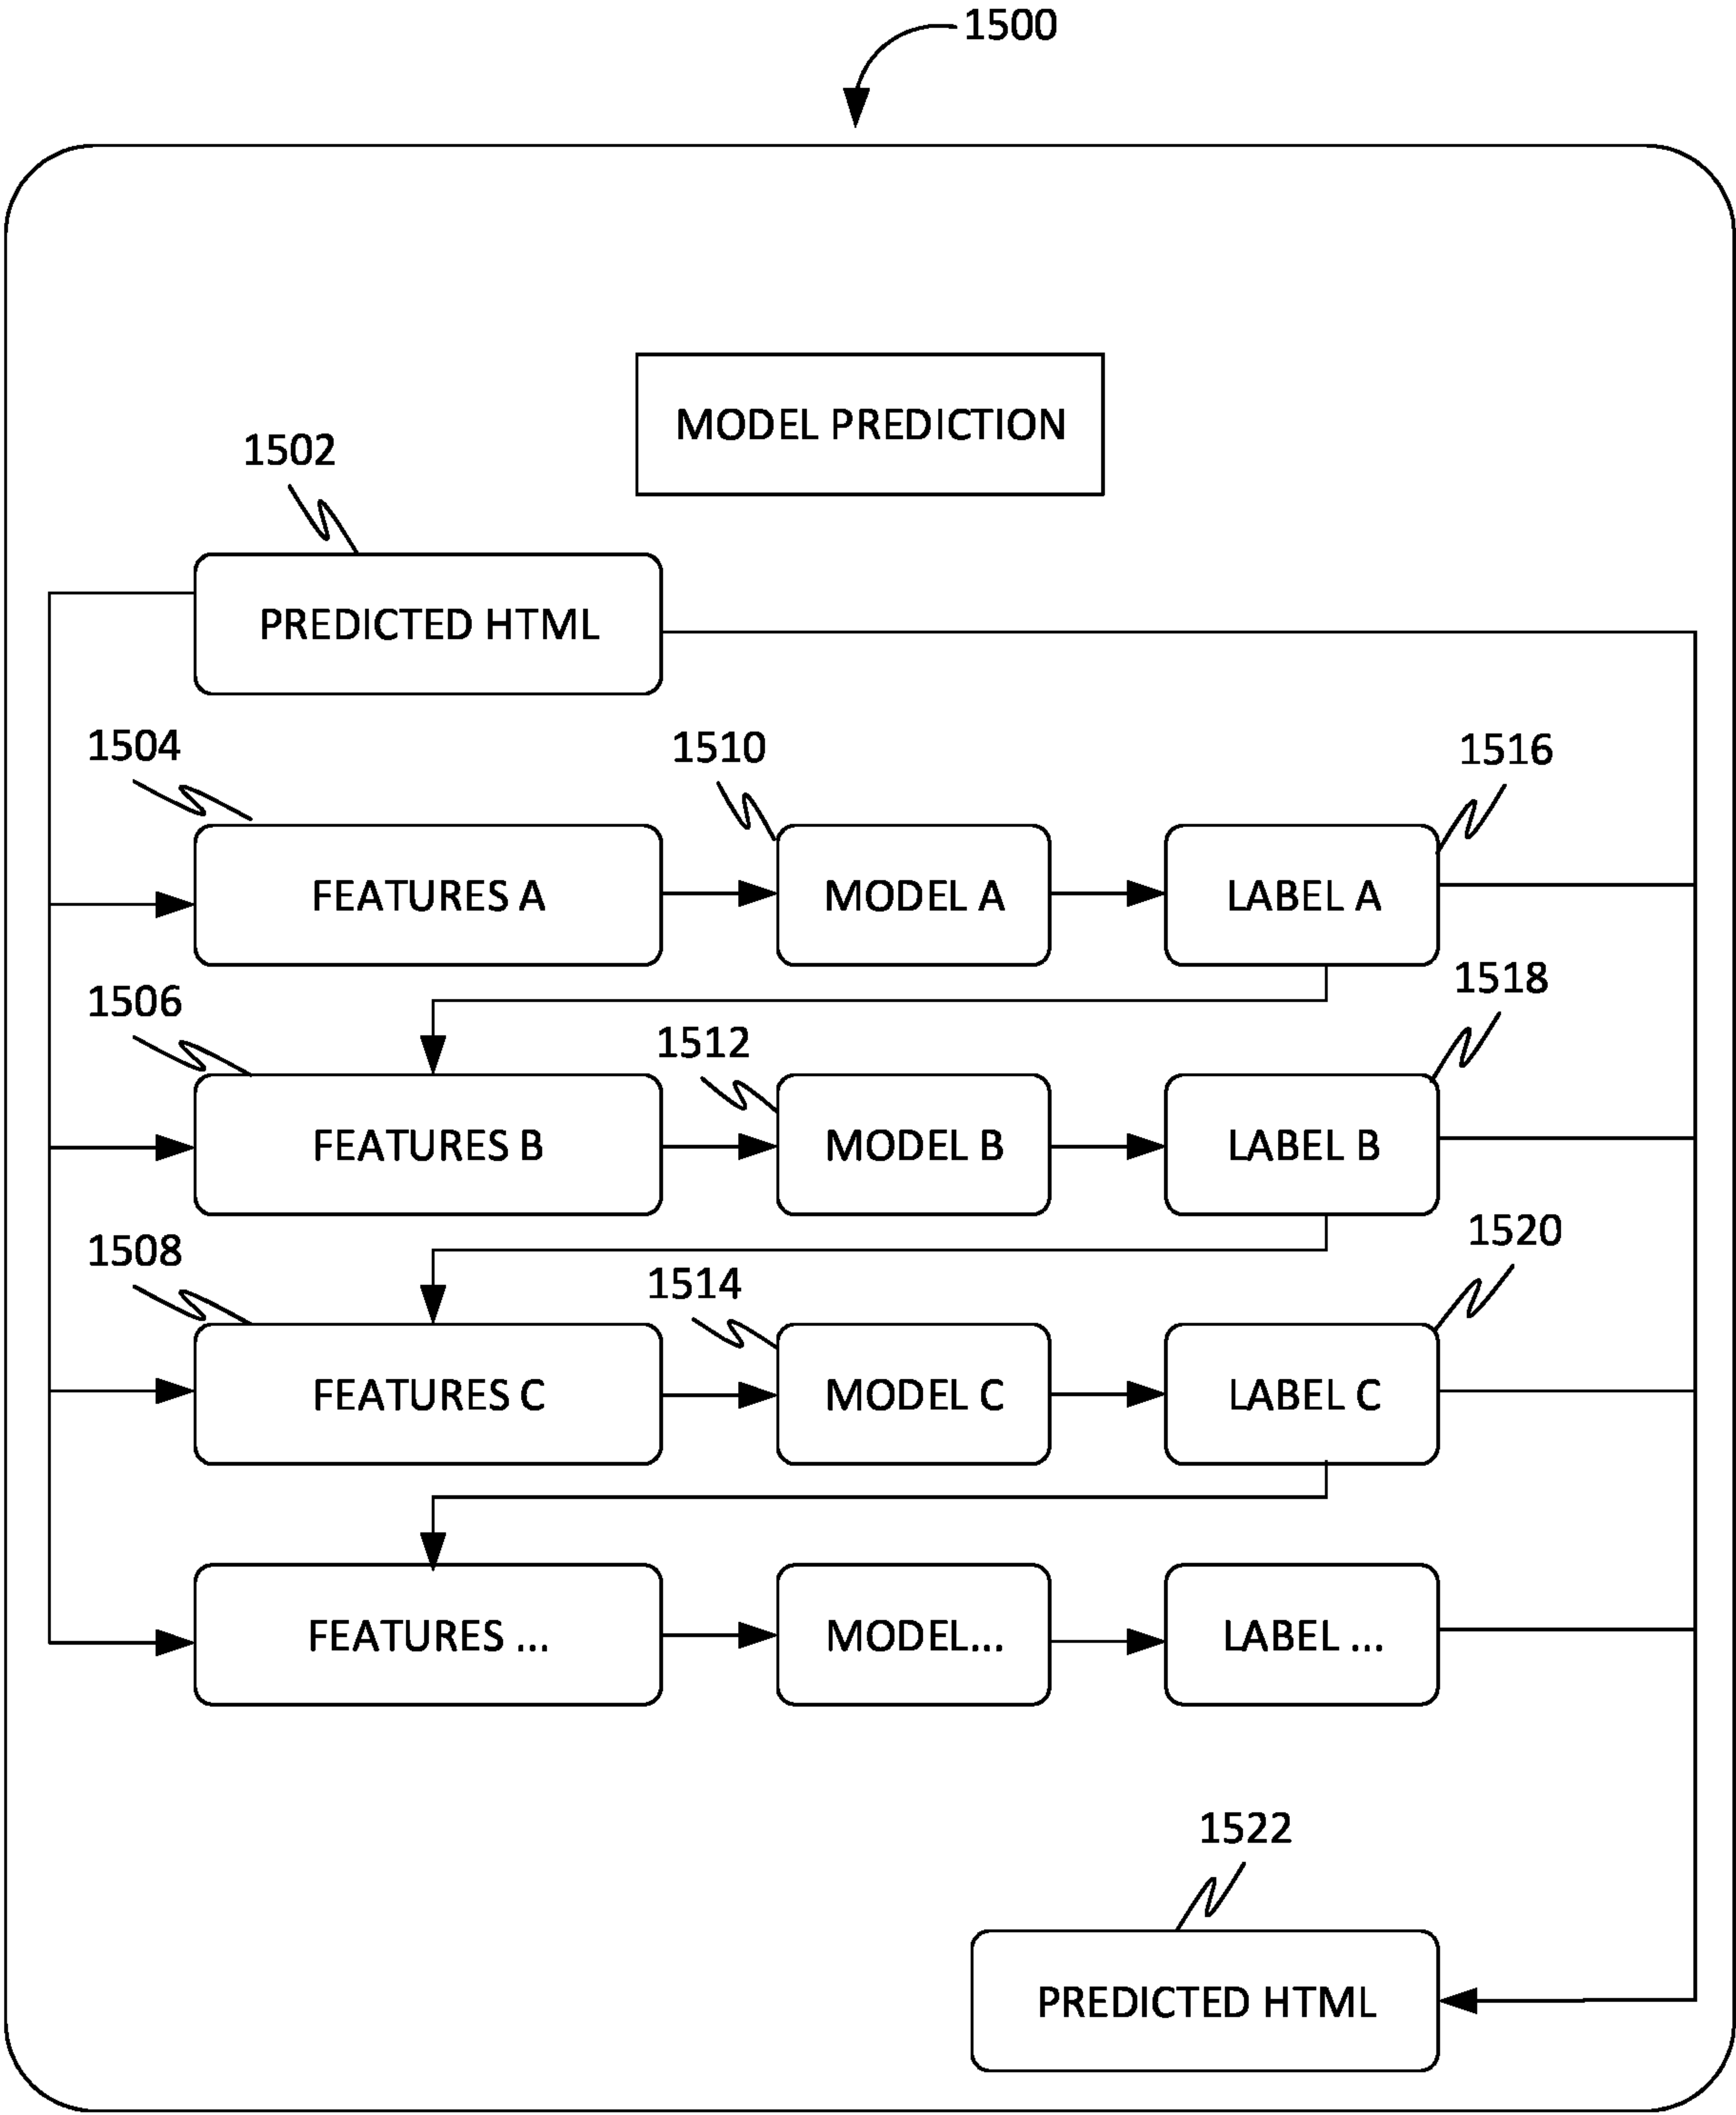 1500
MODEL PREDICTION
1502
PREDICTED HTML
1504
1510
1516
FEATURES A
MODEL A
LABEL A
1506
1512
1518
FEATURES B
MODEL B
LABEL B
1508
1514
1520
FEATURES C
MODEL C
LABEL C
FEATURES ...
MODEL...
LABEL ...
1522
PREDICTED HTML